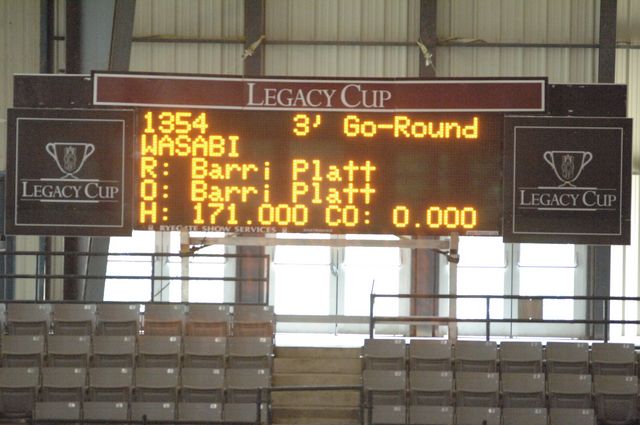 LEGACY CUP
1354 3' Go-Round
WASABI
R: Barri Platt
O: Barri Platt
H: 171.000 CO: 0.000
LEGACY CUP
LEGACY CUP
RYEGATE SHOW SERVICES